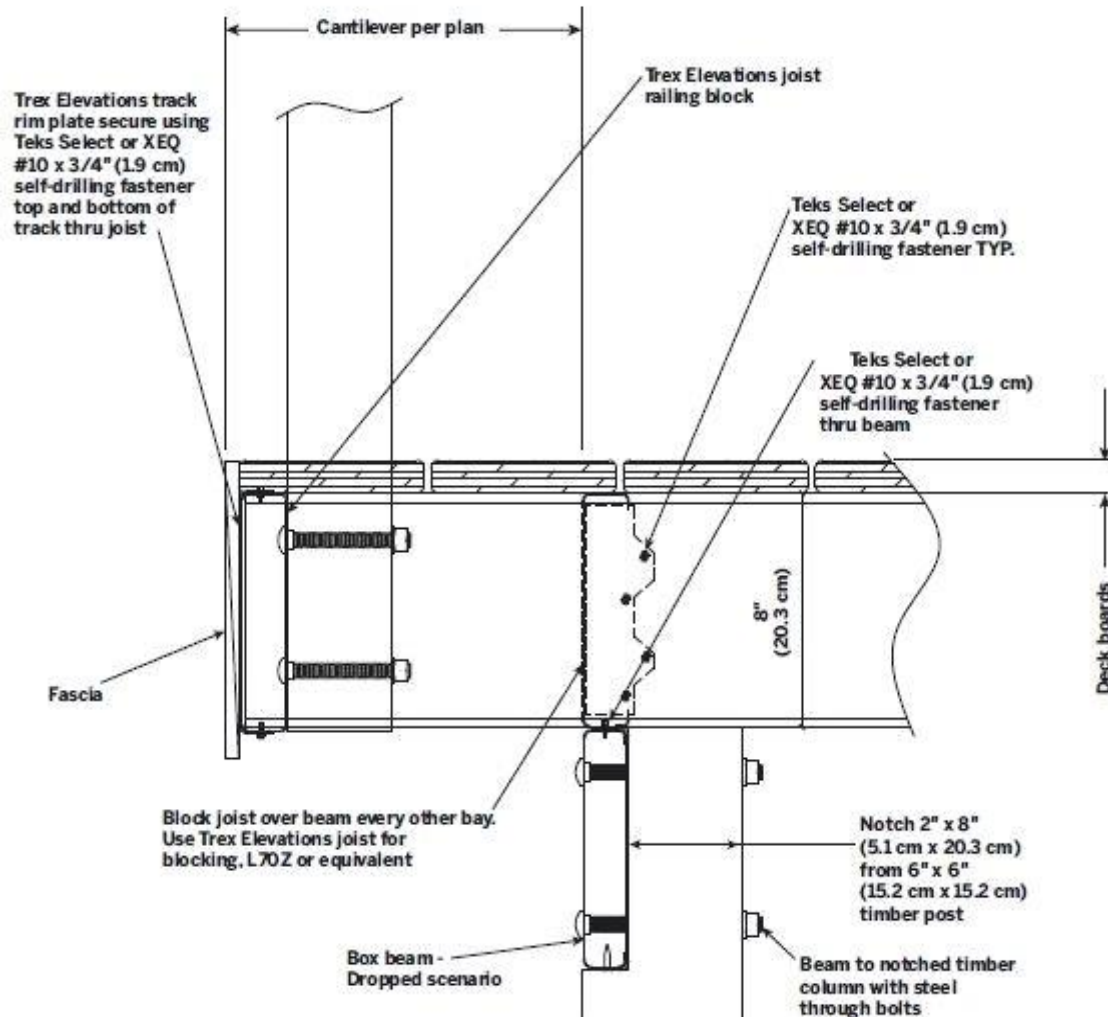 Cantilever per plan
Trex Elevations joist
railing block
Trex Elevations track
rim plate secure using
Teks Select or XEQ
#10 x 3/4" (1.9 cm)
self-drilling fastener
top and bottom of
track thru joist
Teks Select or
XEQ #10 x 3/4" (1.9 cm)
self-drilling fastener TYP.
Teks Select or
XEQ #10 x 3/4" (1.9 cm)
self-drilling fastener
thru beam
8"
(20.3 cm)
Deck boards
Fascia
Block joist over beam every other bay.
Use Trex Elevations joist for
blocking, L70Z or equivalent
Notch 2" x 8"
(5.1 cm x 20.3 cm)
from 6" x 6"
(15.2 cm x 15.2 cm)
timber post
Box beam -
Dropped scenario
Beam to notched timber
column with steel
through bolts